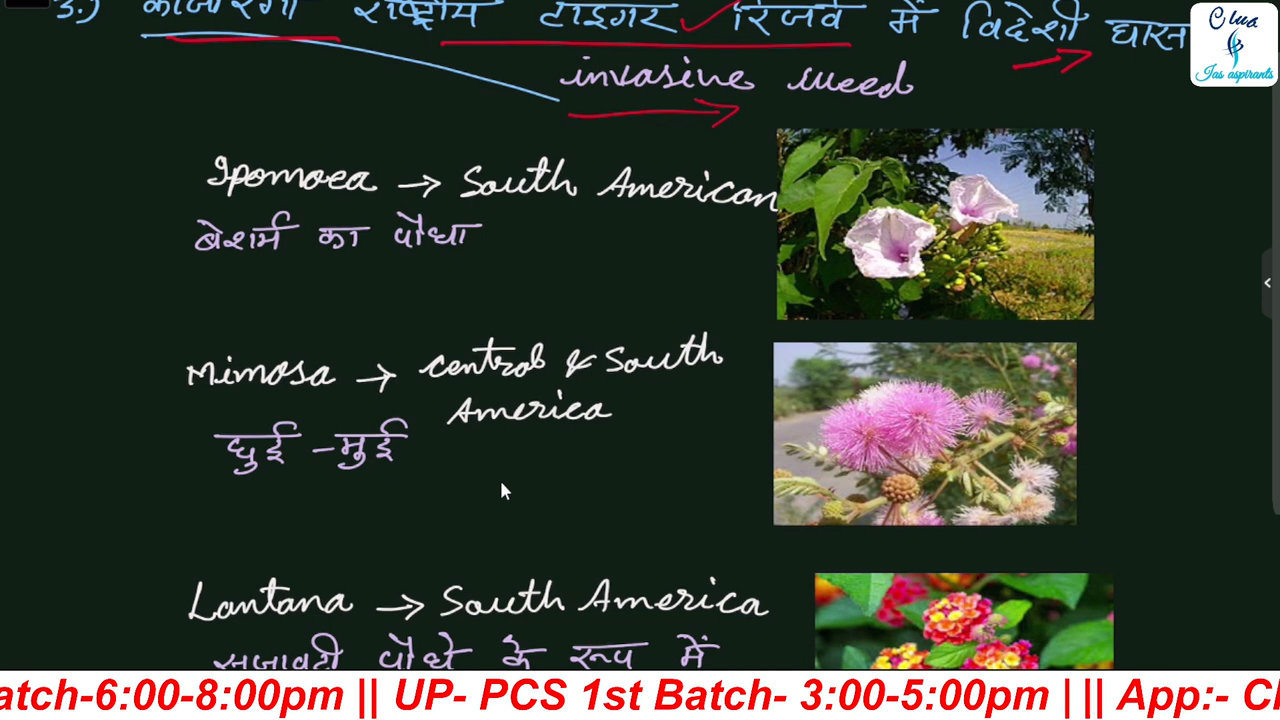 3.) काजीरंगा राष्ट्रीय टाइगर रिजर्व में विदेशी घास
Clue
Ias aspirants
invasive weed
Ipomoea → South American
बेशर्म का पौधा
Mimosa → Central & South
America
छुई-मुई
Lantana → South America
सजावटी पौधे के रूप में
atch-6:00-8:00pm || UP- PCS 1st Batch- 3:00-5:00pm | || App:- Cl